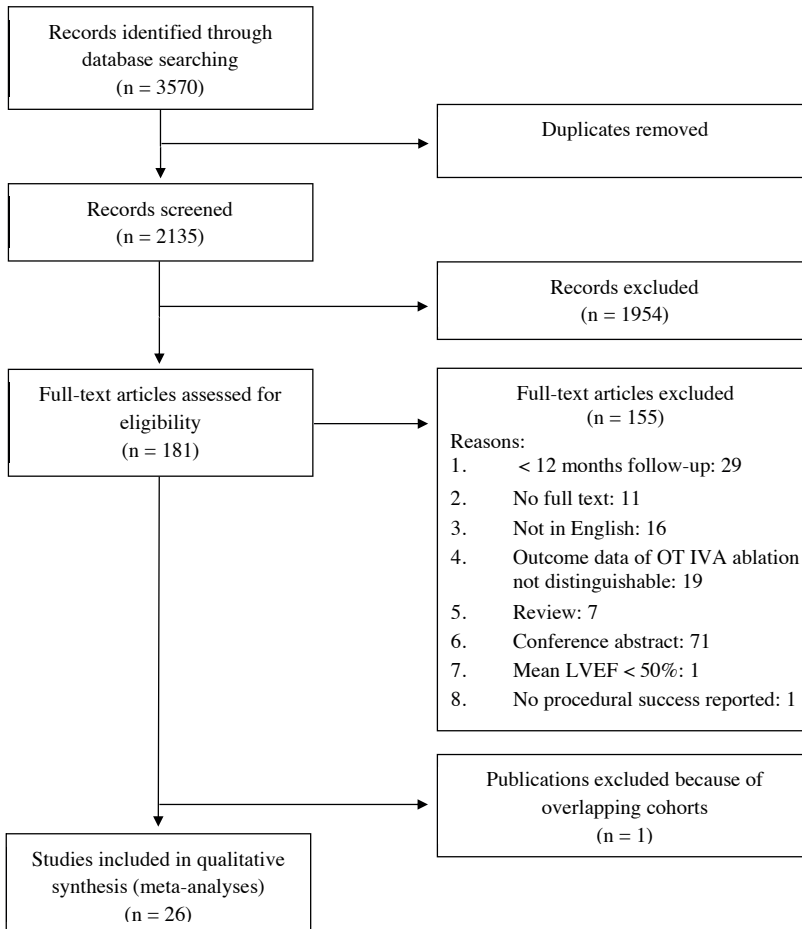 Records identified through
database searching
(n = 3570)
Duplicates removed
Records screened
(n = 2135)
Records excluded
(n = 1954)
Full-text articles assessed for
eligibility
(n = 181)
Full-text articles excluded
(n = 155)
Reasons:
1. < 12 months follow-up: 29
2. No full text: 11
3. Not in English: 16
4. Outcome data of OT IVA ablation
not distinguishable: 19
5. Review: 7
6. Conference abstract: 71
7. Mean LVEF < 50%: 1
8. No procedural success reported: 1
Publications excluded because of
overlapping cohorts
(n = 1)
Studies included in qualitative
synthesis (meta-analyses)
(n = 26)